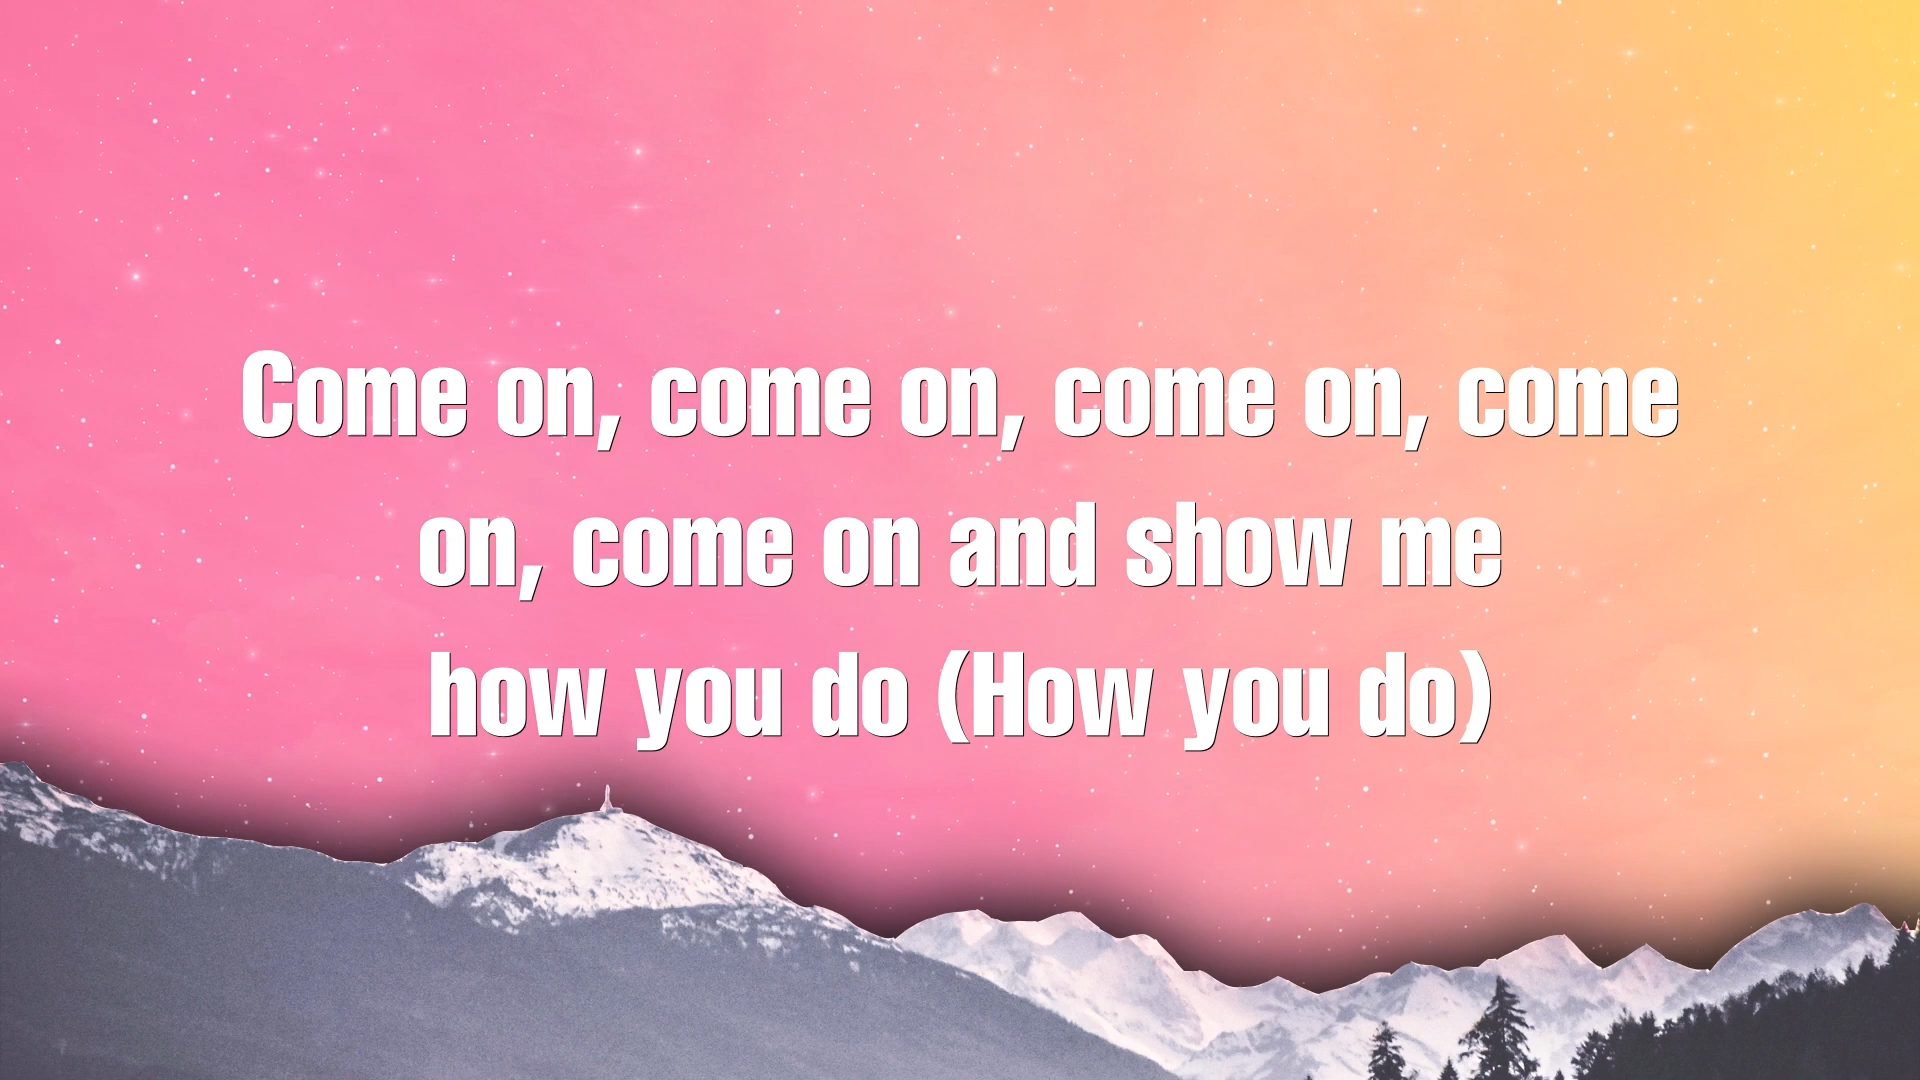 Come on, come on, come on, come
on, come on and show me
how you do (How you do)